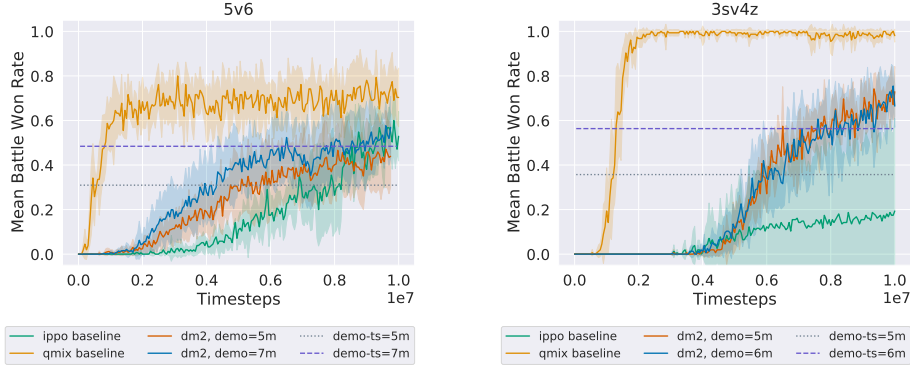 5v6
Mean Battle Won Rate
1.0
0.8
0.6
0.4
0.2
0.0
0.0 0.2 0.4 0.6 0.8 1.0
1e7
Timesteps
ippo baseline dm2, demo=5m demo-ts=5m
qmix baseline dm2, demo=7m demo-ts=7m
3sv4z
Mean Battle Won Rate
1.0
0.8
0.6
0.4
0.2
0.0
0.0 0.2 0.4 0.6 0.8 1.0
1e7
Timesteps
ippo baseline dm2, demo=5m demo-ts=5m
qmix baseline dm2, demo=6m demo-ts=6m